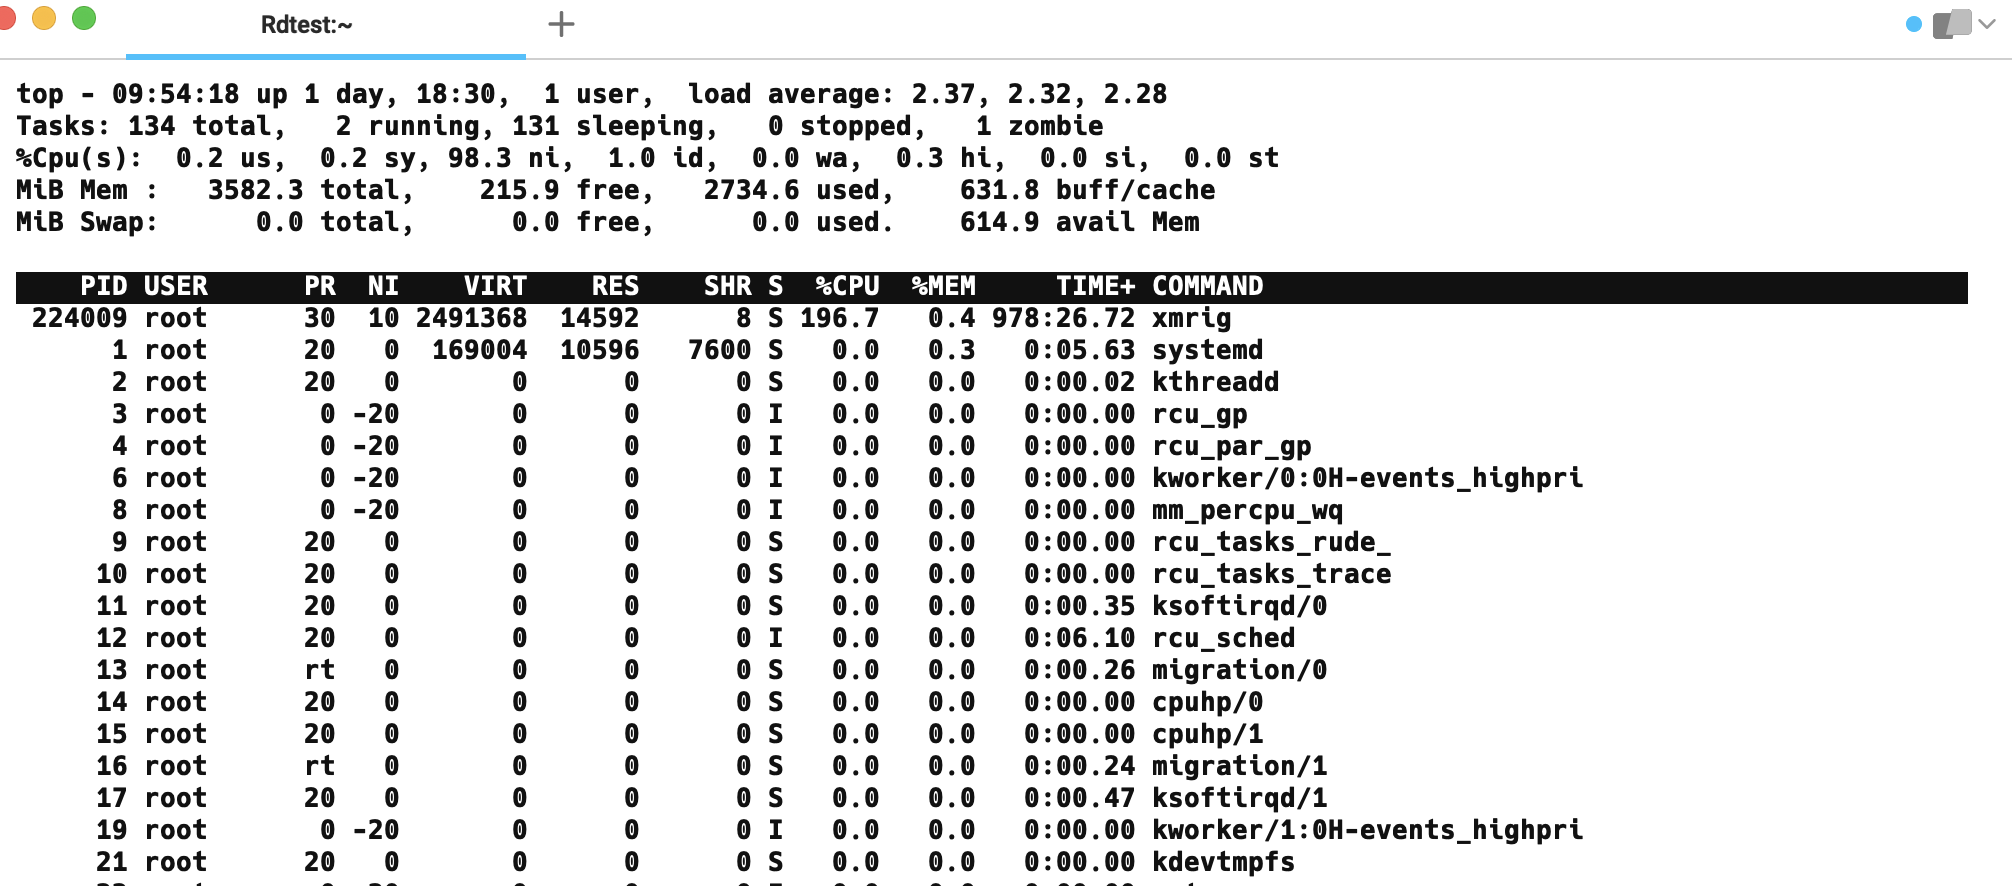 Rdtest:~
top - 09:54:18 up 1 day, 18:30,  1 user,  load average: 2.37, 2.32, 2.28
Tasks: 134 total,   2 running, 131 sleeping,   0 stopped,   1 zombie
%Cpu(s):  0.2 us,  0.2 sy, 98.3 ni,  1.0 id,  0.0 wa,  0.3 hi,  0.0 si,  0.0 st
MiB Mem :   3582.3 total,    215.9 free,   2734.6 used,    631.8 buff/cache
MiB Swap:      0.0 total,      0.0 free,      0.0 used.    614.9 avail Mem
PID USER      PR  NI    VIRT    RES    SHR S  %CPU  %MEM     TIME+ COMMAND
224009 root      30  10 2491368  14592      8 S 196.7   0.4 978:26.72 xmrig
1 root      20   0  169004  10596   7600 S   0.0   0.3   0:05.63 systemd
2 root      20   0       0      0      0 S   0.0   0.0   0:00.02 kthreadd
3 root       0 -20       0      0      0 I   0.0   0.0   0:00.00 rcu_gp
4 root       0 -20       0      0      0 I   0.0   0.0   0:00.00 rcu_par_gp
6 root       0 -20       0      0      0 I   0.0   0.0   0:00.00 kworker/0:0H-events_highpri
8 root       0 -20       0      0      0 I   0.0   0.0   0:00.00 mm_percpu_wq
9 root      20   0       0      0      0 S   0.0   0.0   0:00.00 rcu_tasks_rude_
10 root      20   0       0      0      0 S   0.0   0.0   0:00.00 rcu_tasks_trace
11 root      20   0       0      0      0 S   0.0   0.0   0:00.35 ksoftirqd/0
12 root      20   0       0      0      0 I   0.0   0.0   0:06.10 rcu_sched
13 root      rt   0       0      0      0 S   0.0   0.0   0:00.26 migration/0
14 root      20   0       0      0      0 S   0.0   0.0   0:00.00 cpuhp/0
15 root      20   0       0      0      0 S   0.0   0.0   0:00.00 cpuhp/1
16 root      rt   0       0      0      0 S   0.0   0.0   0:00.24 migration/1
17 root      20   0       0      0      0 S   0.0   0.0   0:00.47 ksoftirqd/1
19 root       0 -20       0      0      0 I   0.0   0.0   0:00.00 kworker/1:0H-events_highpri
21 root      20   0       0      0      0 S   0.0   0.0   0:00.00 kdevtmpfs